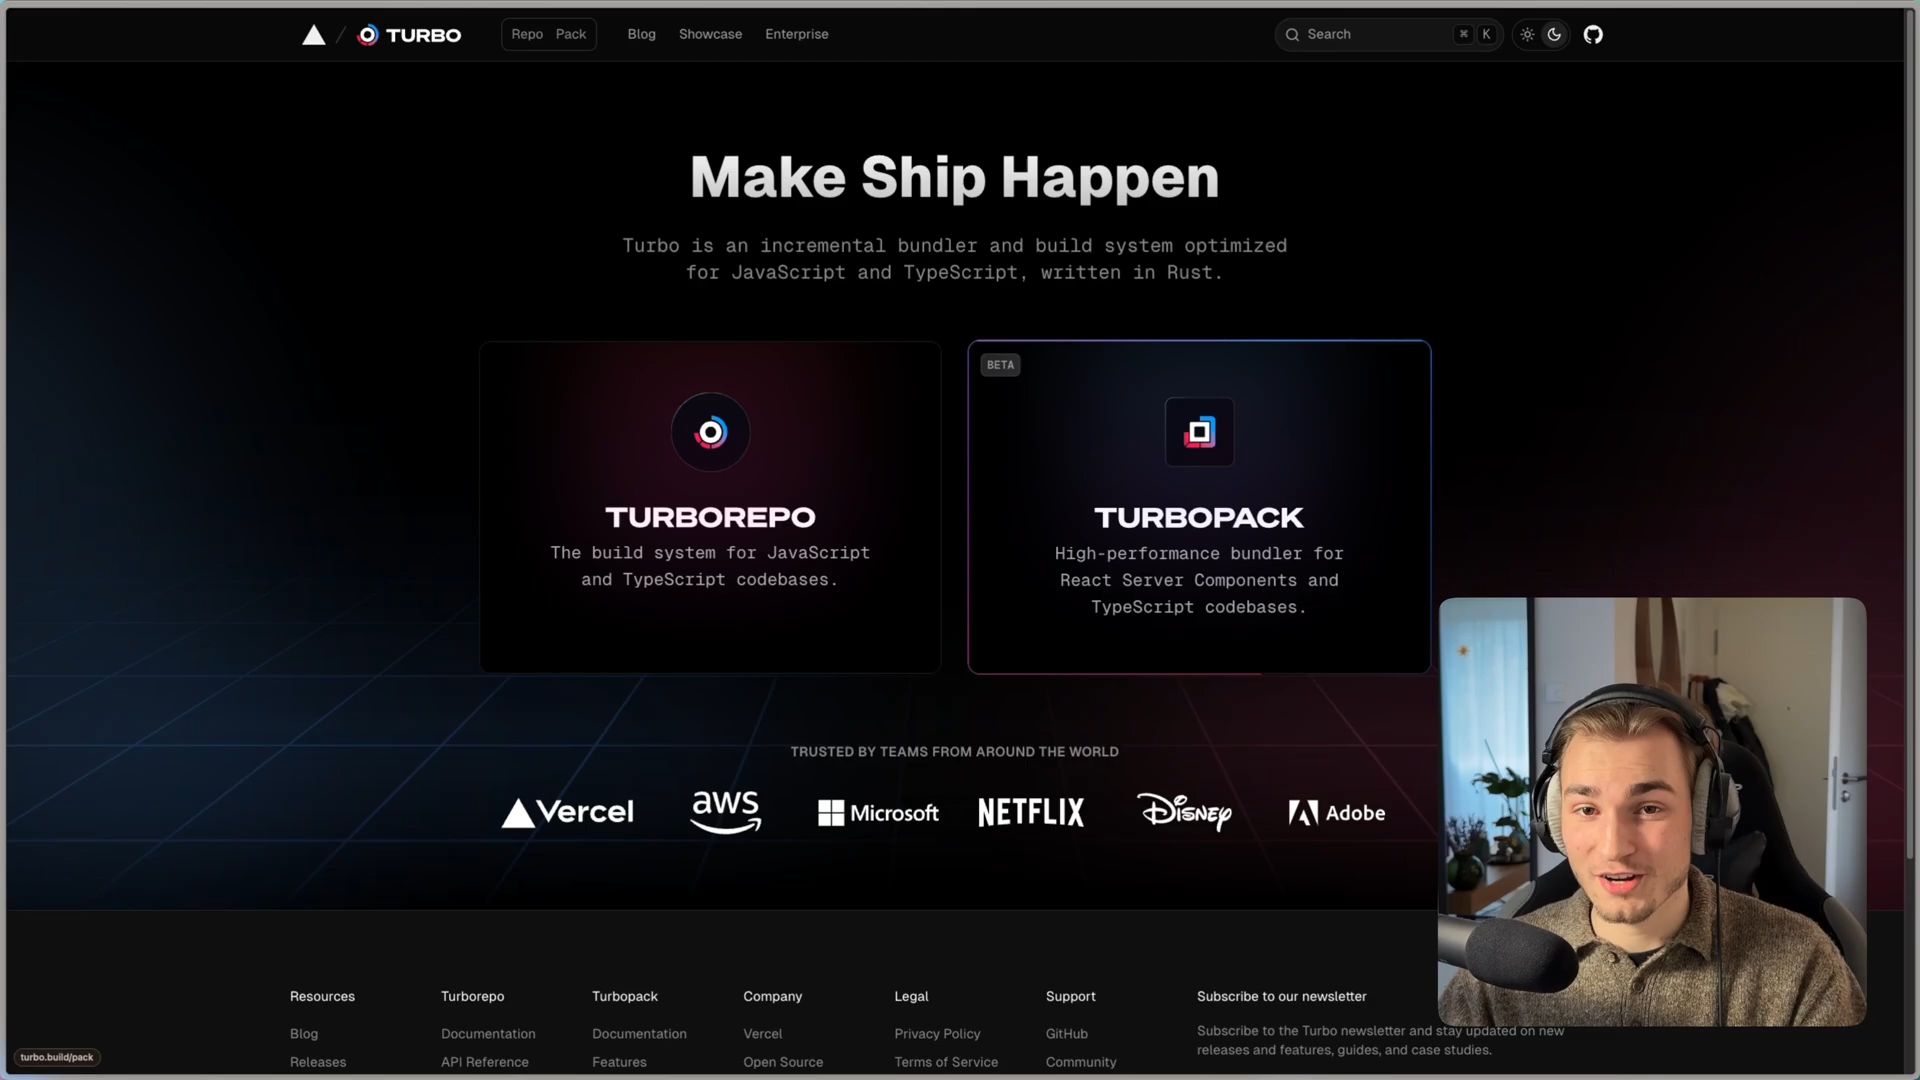 TURBO
Repo
Pack
Blog
Showcase
Enterprise
Search
⌘
K
Make Ship Happen
Turbo is an incremental bundler and build system optimized
for JavaScript and TypeScript, written in Rust.
TURBOREPO
The build system for JavaScript
and TypeScript codebases.
BETA
TURBOPACK
High-performance bundler for
React Server Components and
TypeScript codebases.
TRUSTED BY TEAMS FROM AROUND THE WORLD
Vercel
aws
Microsoft
NETFLIX
Disney
Adobe
Resources
Blog
Releases
Turborepo
Documentation
API Reference
Turbopack
Documentation
Features
Company
Vercel
Open Source
Legal
Privacy Policy
Terms of Service
Support
GitHub
Community
Subscribe to our newsletter
Subscribe to the Turbo newsletter and stay updated on new
releases and features, guides, and case studies.
turbo.build/pack